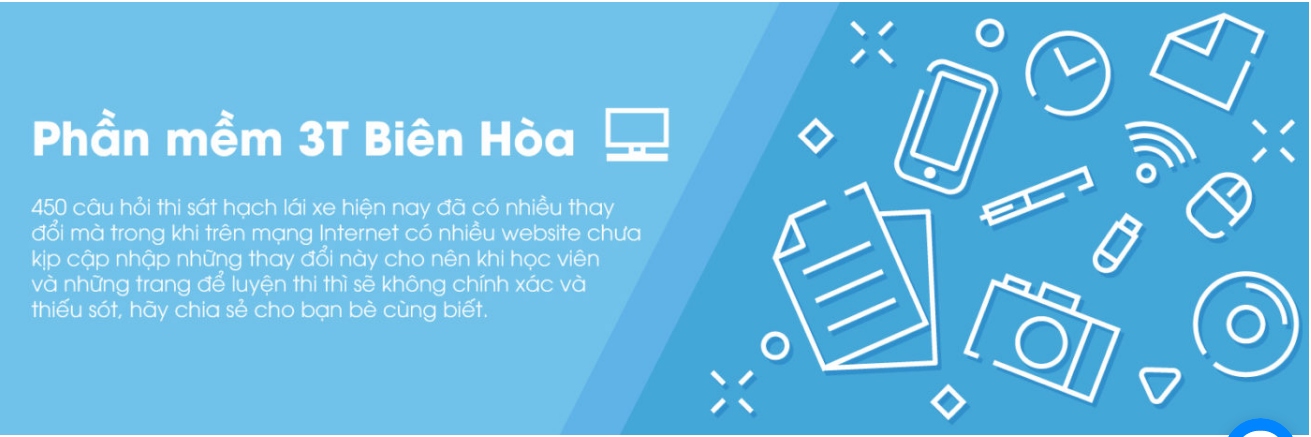 Phần mềm 3T Biên Hòa
450 câu hỏi thi sát hạch lái xe hiện nay đã có nhiều thay
đổi mà trong khi trên mạng Internet có nhiều website chưa
kịp cập nhập những thay đổi này cho nên khi học viên
và những trang để luyện thi thì sẽ không chính xác và
thiếu sót, hãy chia sẻ cho bạn bè cùng biết.